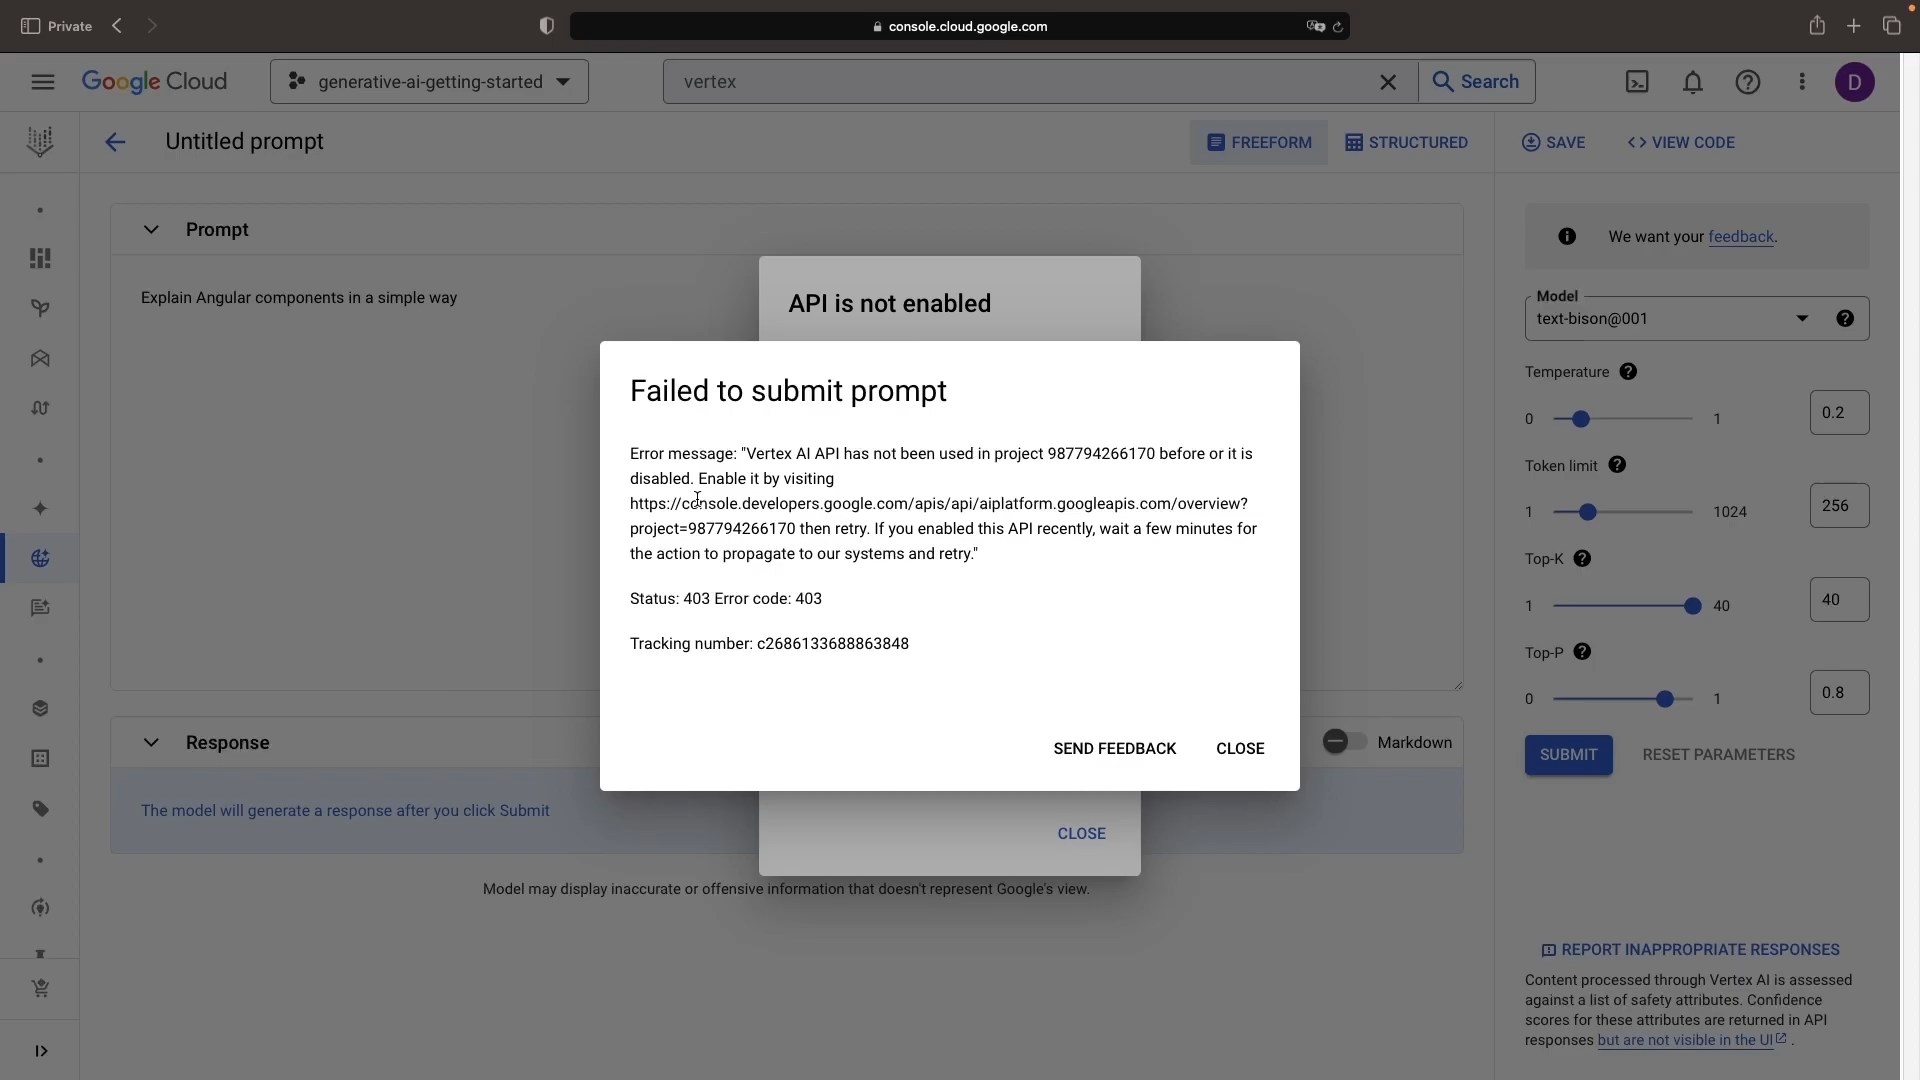 Private
console.cloud.google.com
Google Cloud
generative-ai-getting-started
vertex
Search
D
Untitled prompt
FREEFORM
STRUCTURED
SAVE
<> VIEW CODE
Prompt
Explain Angular components in a simple way
We want your feedback.
Model
text-bison@001
Temperature
0
1
0.2
Token limit
1
1024
256
Top-K
1
40
40
Top-P
0
1
0.8
SUBMIT
RESET PARAMETERS
API is not enabled
Failed to submit prompt
Error message: "Vertex AI API has not been used in project 987794266170 before or it is
disabled. Enable it by visiting
https://console.developers.google.com/apis/api/aiplatform.googleapis.com/overview?
project=987794266170 then retry. If you enabled this API recently, wait a few minutes for
the action to propagate to our systems and retry."
Status: 403 Error code: 403
Tracking number: c2686133688863848
SEND FEEDBACK
CLOSE
CLOSE
Response
Markdown
The model will generate a response after you click Submit
Model may display inaccurate or offensive information that doesn't represent Google's view.
REPORT INAPPROPRIATE RESPONSES
Content processed through Vertex AI is assessed
against a list of safety attributes. Confidence
scores for these attributes are returned in API
responses but are not visible in the UI .